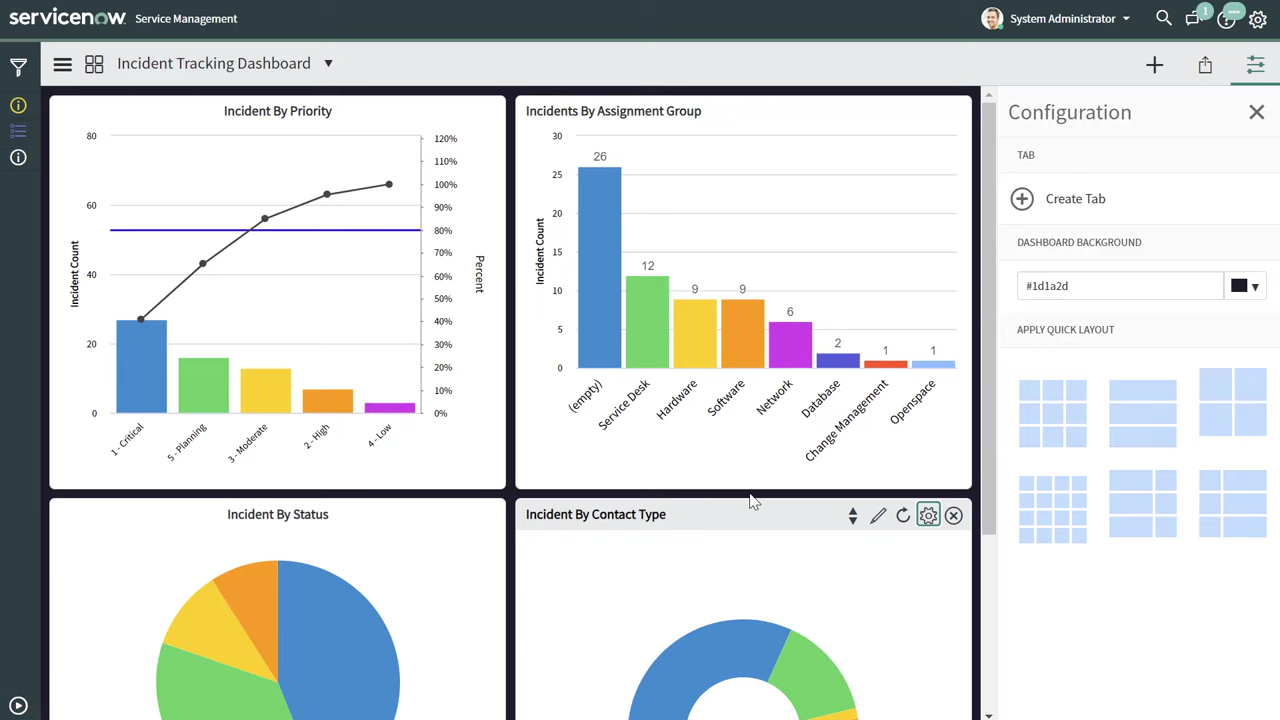 servicenow Service Management
System Administrator
1
Incident Tracking Dashboard
Incident By Priority
80
60
40
20
0
Incident Count
120%
110%
100%
90%
80%
70%
60%
50%
40%
30%
20%
10%
0%
Percent
1 - Critical
5 - Planning
3 - Moderate
2 - High
4 - Low
Incidents By Assignment Group
30
25
20
15
10
5
0
Incident Count
26
12
9
9
6
2
1
1
(empty)
Service Desk
Hardware
Software
Network
Database
Change Management
Openspace
Incident By Status
Incident By Contact Type
Configuration
TAB
Create Tab
DASHBOARD BACKGROUND
#1d1a2d
APPLY QUICK LAYOUT